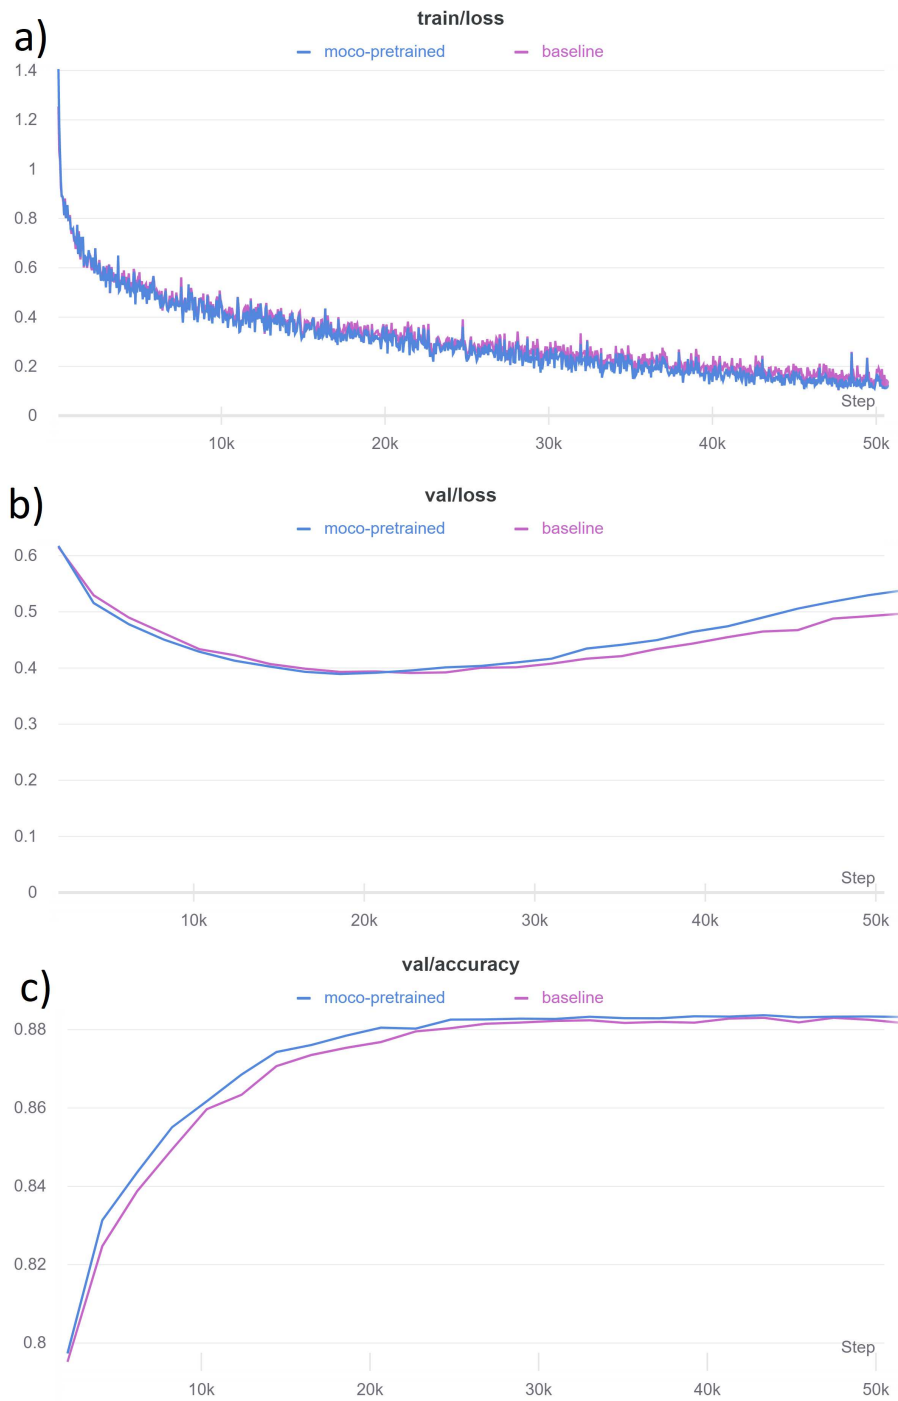 a)
train/loss
moco-pretrained baseline
1.4
1.2
1
0.8
0.6
0.4
0.2
0
Step
10k 20k 30k 40k 50k
b)
val/loss
moco-pretrained baseline
0.6
0.5
0.4
0.3
0.2
0.1
0
Step
10k 20k 30k 40k 50k
c)
val/accuracy
moco-pretrained baseline
0.88
0.86
0.84
0.82
0.8
Step
10k 20k 30k 40k 50k